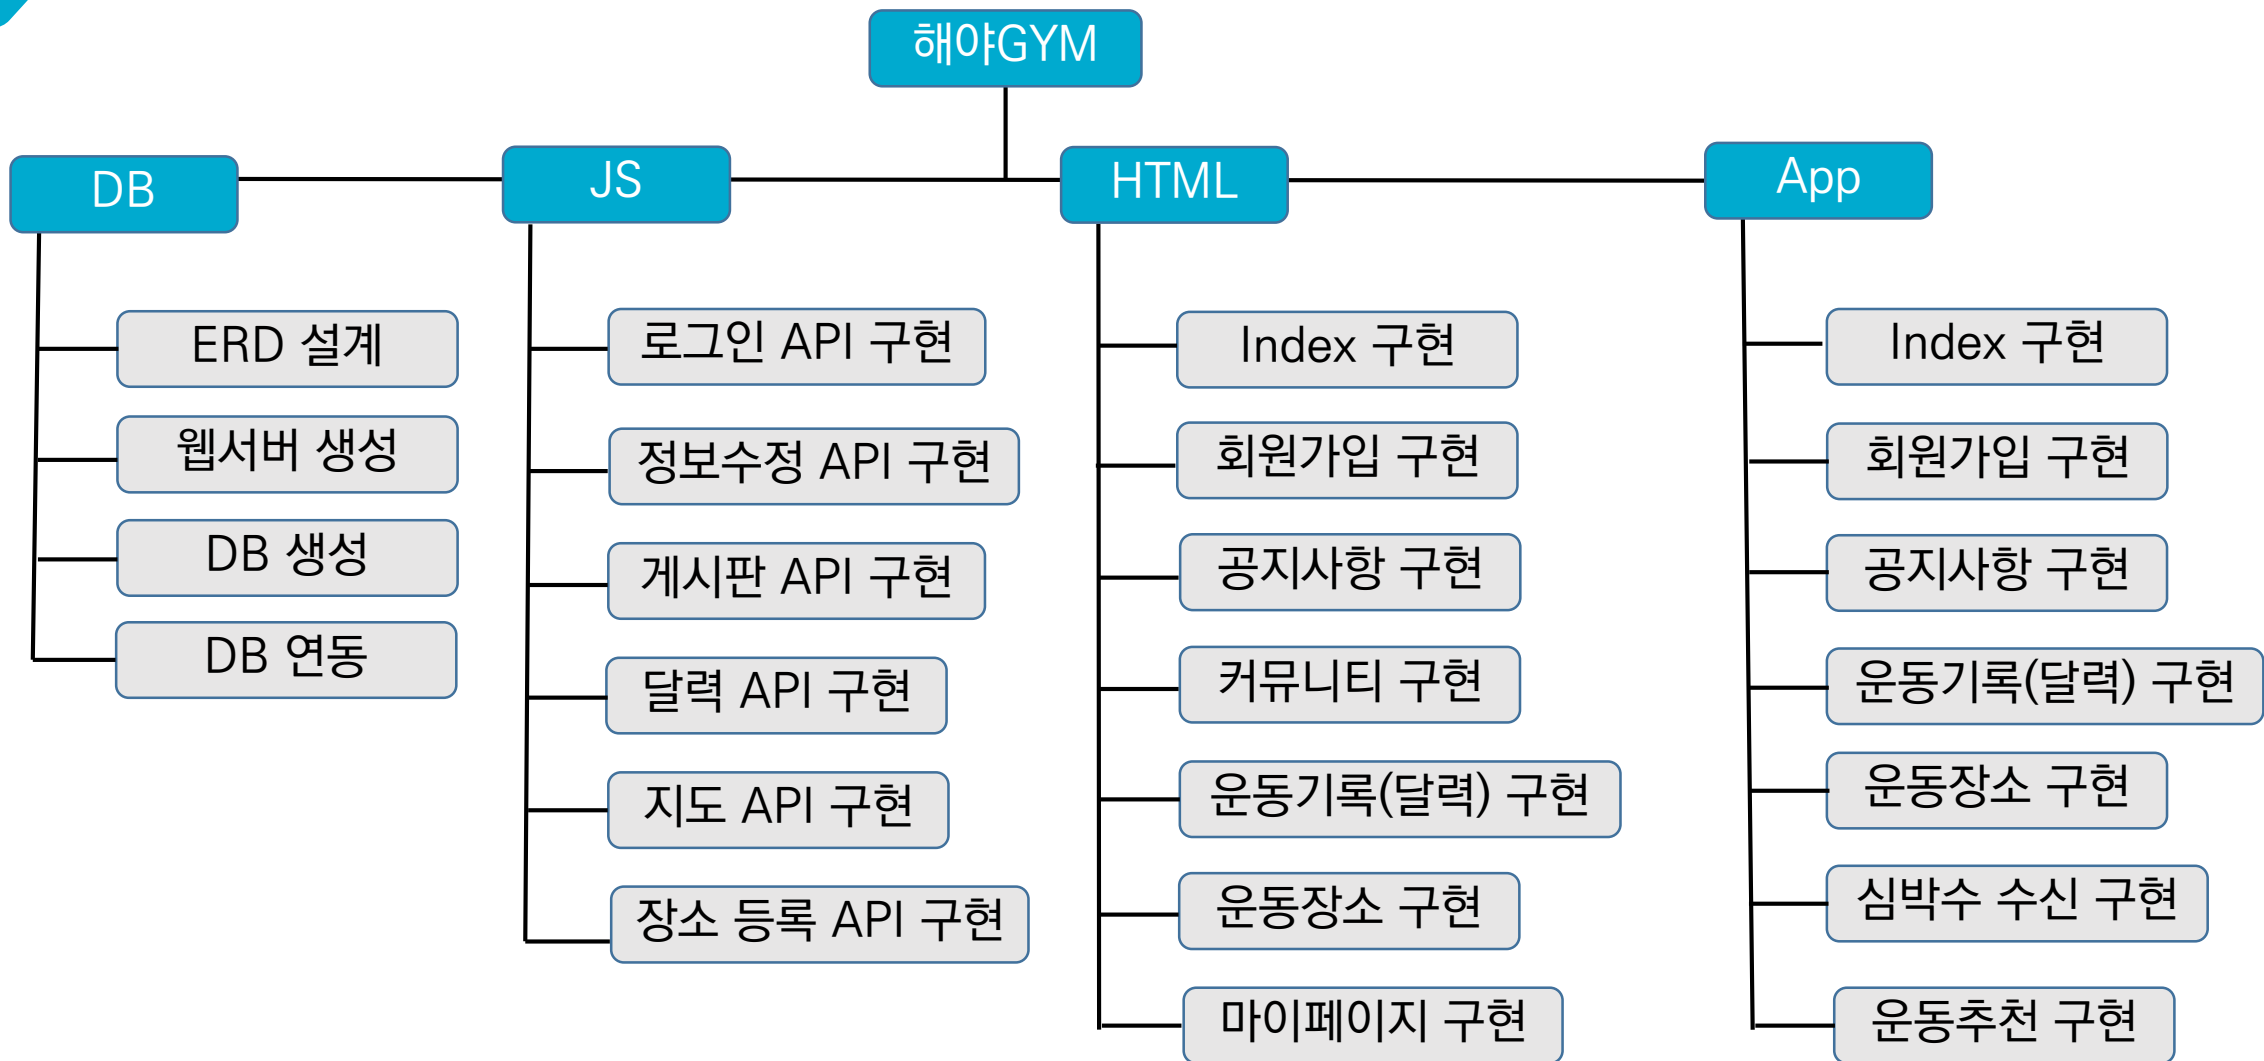 해야GYM
DB
JS
HTML
App
ERD 설계
웹서버 생성
DB 생성
DB 연동
로그인 API 구현
정보수정 API 구현
게시판 API 구현
달력 API 구현
지도 API 구현
장소 등록 API 구현
Index 구현
회원가입 구현
공지사항 구현
커뮤니티 구현
운동기록(달력) 구현
운동장소 구현
마이페이지 구현
Index 구현
회원가입 구현
공지사항 구현
운동기록(달력) 구현
운동장소 구현
심박수 수신 구현
운동추천 구현